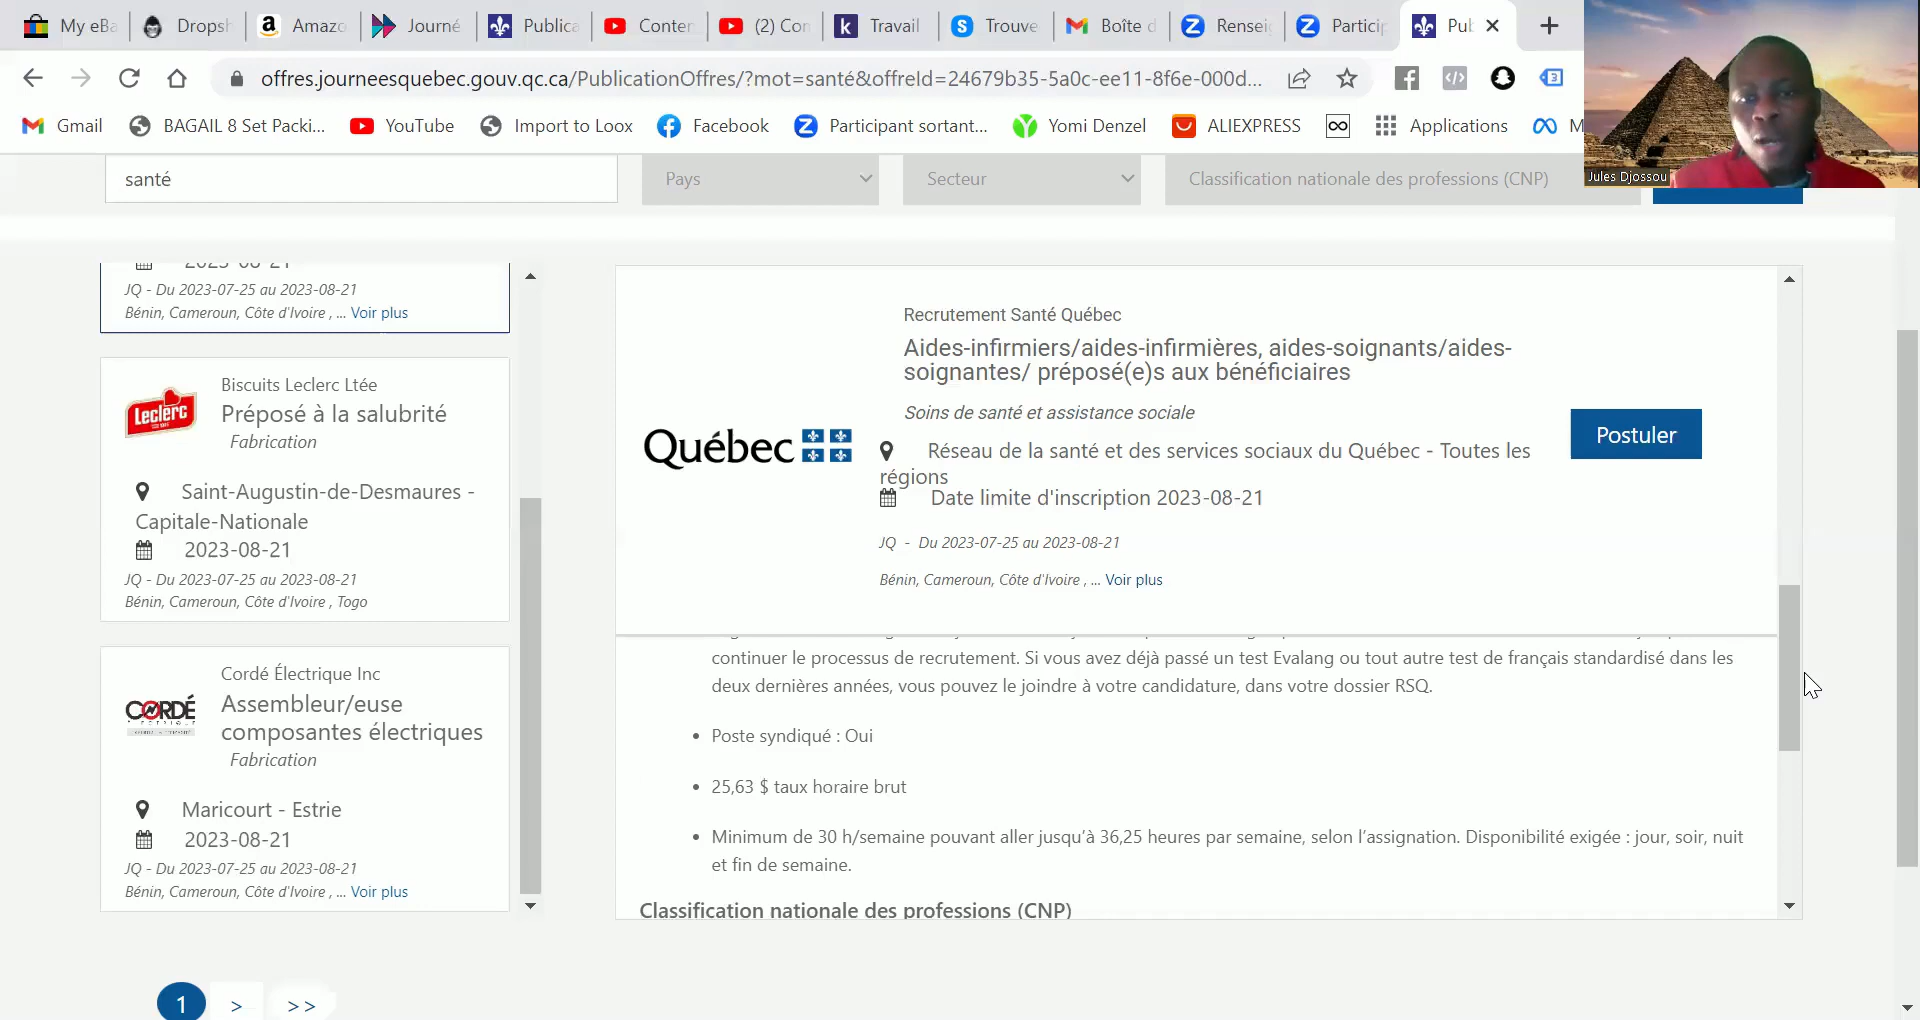 My eBa
Dropsh
Amazo
Journé
Publica
Conter
(2) Con
Travail
Trouve
Boîte d
Rensei
Particip
Pub
offres.journeesquebec.gouv.qc.ca/PublicationOffres/?mot=santé&offreId=24679b35-5a0c-ee11-8f6e-000d...
Gmail
BAGAIL 8 Set Packi...
YouTube
Import to Loox
Facebook
Participant sortant...
Yomi Denzel
ALIEXPRESS
Applications
M
Jules Djossou
santé
Pays
Secteur
Classification nationale des professions (CNP)
2023-08-21
JQ - Du 2023-07-25 au 2023-08-21
Bénin, Cameroun, Côte d'Ivoire , ... Voir plus
Leclerc
Biscuits Leclerc Ltée
Préposé à la salubrité
Fabrication
Saint-Augustin-de-Desmaures -
Capitale-Nationale
2023-08-21
JQ - Du 2023-07-25 au 2023-08-21
Bénin, Cameroun, Côte d'Ivoire , Togo
CORDÉ
Cordé Électrique Inc
Assembleur/euse
composantes électriques
Fabrication
Maricourt - Estrie
2023-08-21
JQ - Du 2023-07-25 au 2023-08-21
Bénin, Cameroun, Côte d'Ivoire , ... Voir plus
1 > >>
Recrutement Santé Québec
Aides-infirmiers/aides-infirmières, aides-soignants/aides-
soignantes/ préposé(e)s aux bénéficiaires
Soins de santé et assistance sociale
Québec
Réseau de la santé et des services sociaux du Québec - Toutes les
régions
Date limite d'inscription 2023-08-21
JQ - Du 2023-07-25 au 2023-08-21
Bénin, Cameroun, Côte d'Ivoire , ... Voir plus
Postuler
continuer le processus de recrutement. Si vous avez déjà passé un test Evalang ou tout autre test de français standardisé dans les
deux dernières années, vous pouvez le joindre à votre candidature, dans votre dossier RSQ.
• Poste syndiqué : Oui
• 25,63 $ taux horaire brut
• Minimum de 30 h/semaine pouvant aller jusqu'à 36,25 heures par semaine, selon l'assignation. Disponibilité exigée : jour, soir, nuit
et fin de semaine.
Classification nationale des professions (CNP)